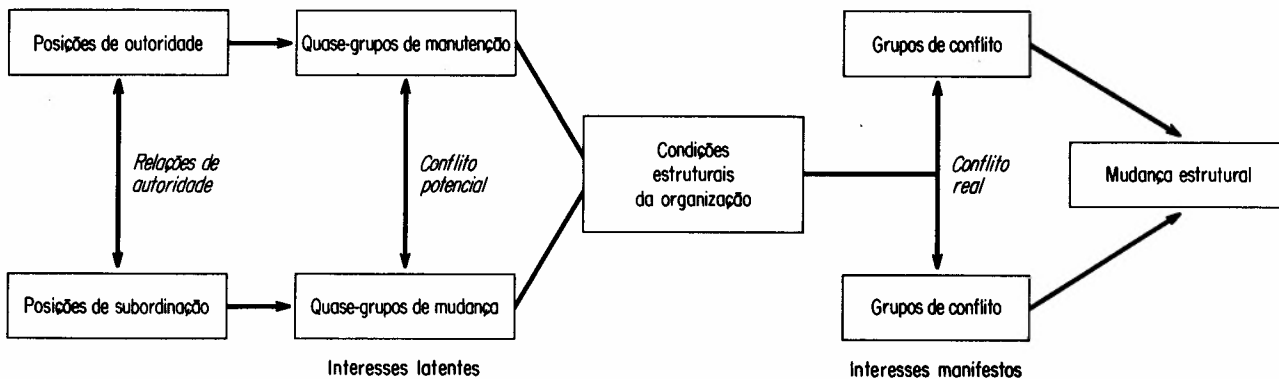 Posições de outoridade
Quase-grupos de manutenção
Grupos de conflito
Relações de
autoridade
Conflito
potencial
Condições
estruturais
da organização
Conflito
real
Mudança estrutural
Posições de subordinação
Quase-grupos de mudança
Grupos de conflito
Interesses latentes
Interesses manifestos